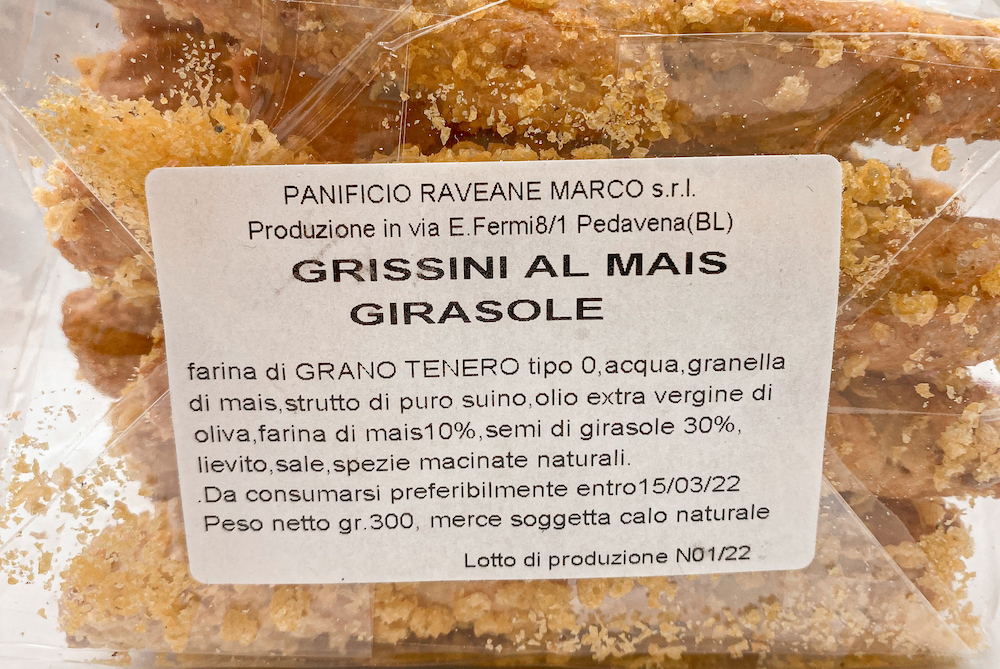 PANIFICIO RAVEANE MARCO s.r.l.
Produzione in via E.Fermi8/1 Pedavena(BL)
GRISSINI AL MAIS
GIRASOLE
farina di GRANO TENERO tipo 0,acqua,granella
di mais,strutto di puro suino,olio extra vergine di
oliva,farina di mais10%,semi di girasole 30%,
lievito,sale,spezie macinate naturali.
.Da consumarsi preferibilmente entro15/03/22
Peso netto gr.300, merce soggetta calo naturale
Lotto di produzione N01/22